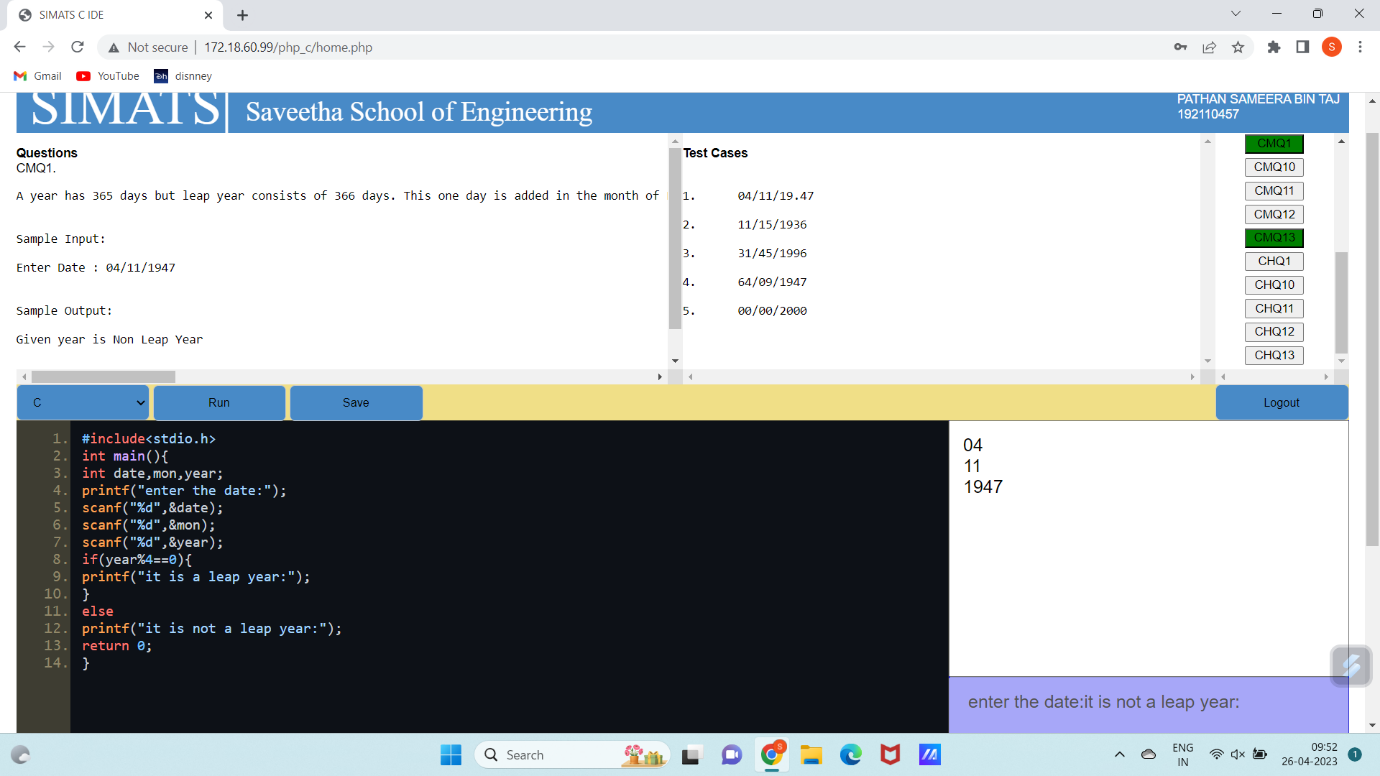 SIMATS C IDE
Not secure | 172.18.60.99/php_c/home.php
S
Gmail YouTube disnney
SIMATS Saveetha School of Engineering
PATHAN SAMEERA BIN TAJ
192110457
Questions
CMQ1.
A year has 365 days but leap year consists of 366 days. This one day is added in the month of
Sample Input:
Enter Date : 04/11/1947
Sample Output:
Given year is Non Leap Year
Test Cases
1. 04/11/19.47
2. 11/15/1936
3. 31/45/1996
4. 64/09/1947
5. 00/00/2000
CMQ1
CMQ10
CMQ11
CMQ12
CMQ13
CHQ1
CHQ10
CHQ11
CHQ12
CHQ13
C Run Save Logout
1. #include<stdio.h>
2. int main(){
3. int date,mon,year;
4. printf("enter the date:");
5. scanf("%d",&date);
6. scanf("%d",&mon);
7. scanf("%d",&year);
8. if(year%4==0){
9. printf("it is a leap year:");
10. }
11. else
12. printf("it is not a leap year:");
13. return 0;
14. }
04
11
1947
enter the date:it is not a leap year:
Search
S
ENG
IN
09:52
26-04-2023
1